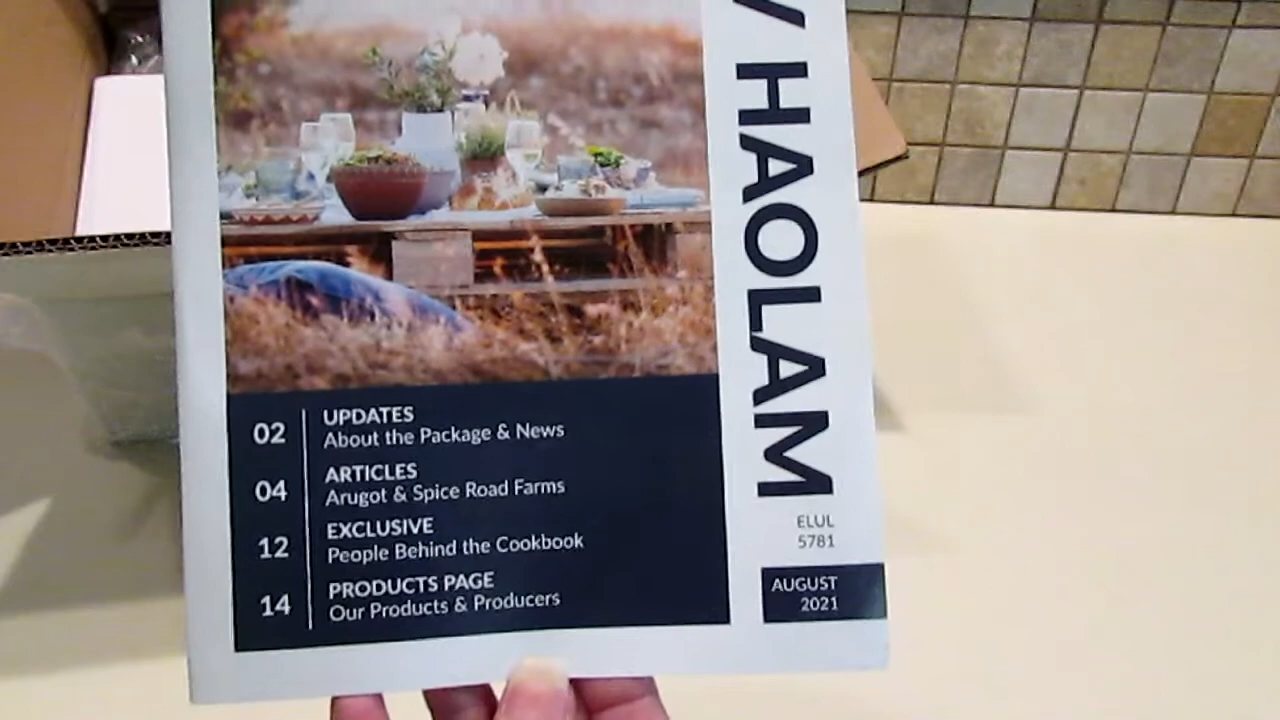 HAOLAM
02
UPDATES
About the Package & News
04
ARTICLES
Arugot & Spice Road Farms
12
EXCLUSIVE
People Behind the Cookbook
14
PRODUCTS PAGE
Our Products & Producers
ELUL
5781
AUGUST
2021